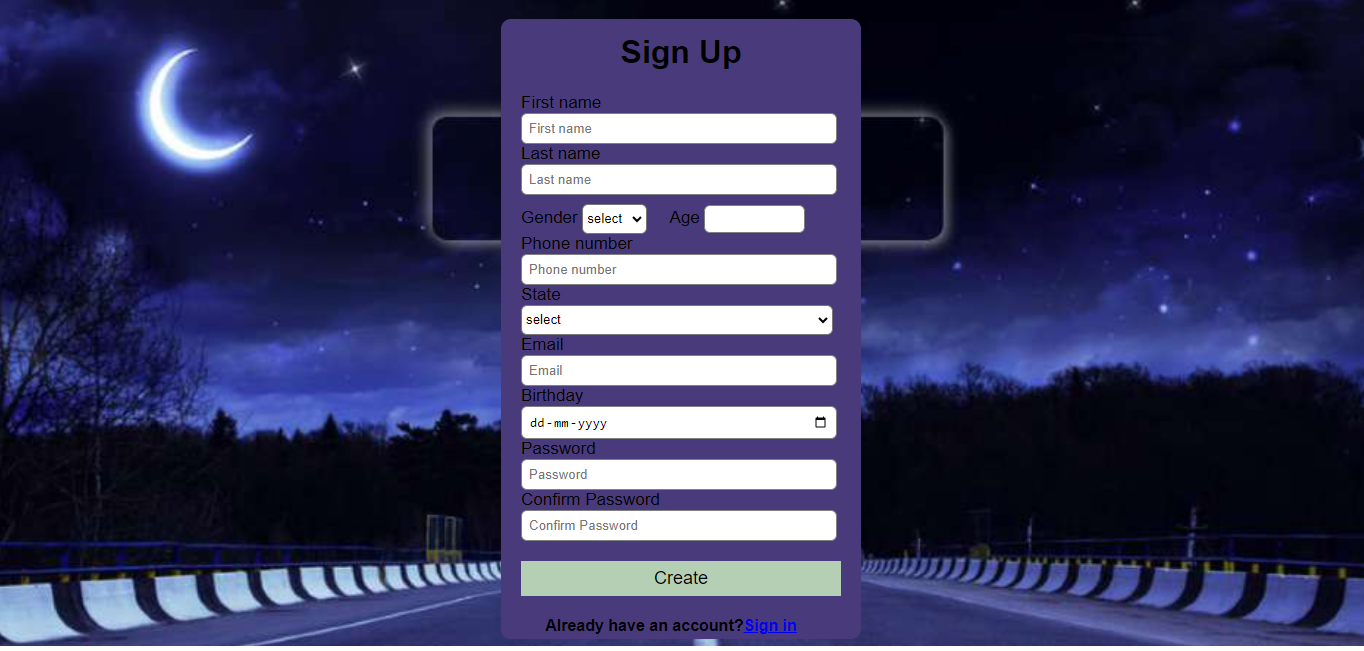 Sign Up
First name
First name
Last name
Last name
Gender select Age
Phone number
Phone number
State
select
Email
Email
Birthday
dd-mm-yyyy
Password
Password
Confirm Password
Confirm Password
Create
Already have an account?Sign in